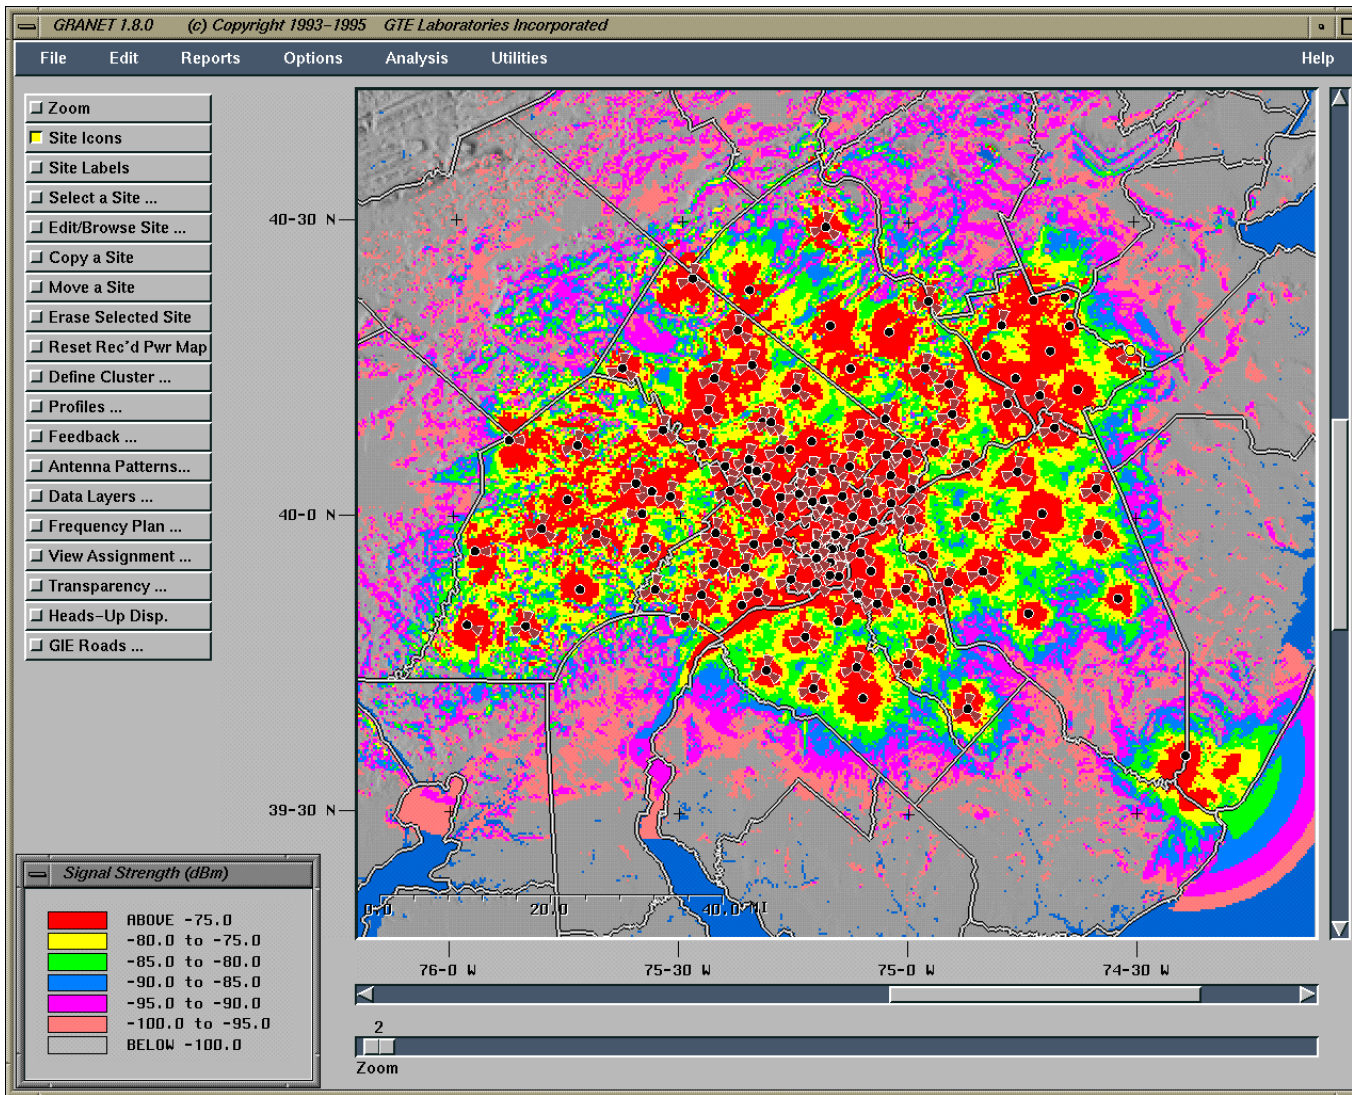 GRANET 1.8.0 (c) Copyright 1993-1995 GTE Laboratories Incorporated
File Edit Reports Options Analysis Utilities Help
Zoom
Site Icons
Site Labels
Select a Site ...
Edit/Browse Site ...
Copy a Site
Move a Site
Erase Selected Site
Reset Rec'd Pwr Map
Define Cluster ...
Profiles ...
Feedback ...
Antenna Patterns...
Data Layers ...
Frequency Plan ...
View Assignment ...
Transparency ...
Heads-Up Disp.
GIE Roads ...
40-30 N
40-0 N
39-30 N
0.0 20.0 40.0 MI
76-0 W 75-30 W 75-0 W 74-30 W
2
Zoom
Signal Strength (dBm)
ABOVE -75.0
-80.0 to -75.0
-85.0 to -80.0
-90.0 to -85.0
-95.0 to -90.0
-100.0 to -95.0
BELOW -100.0